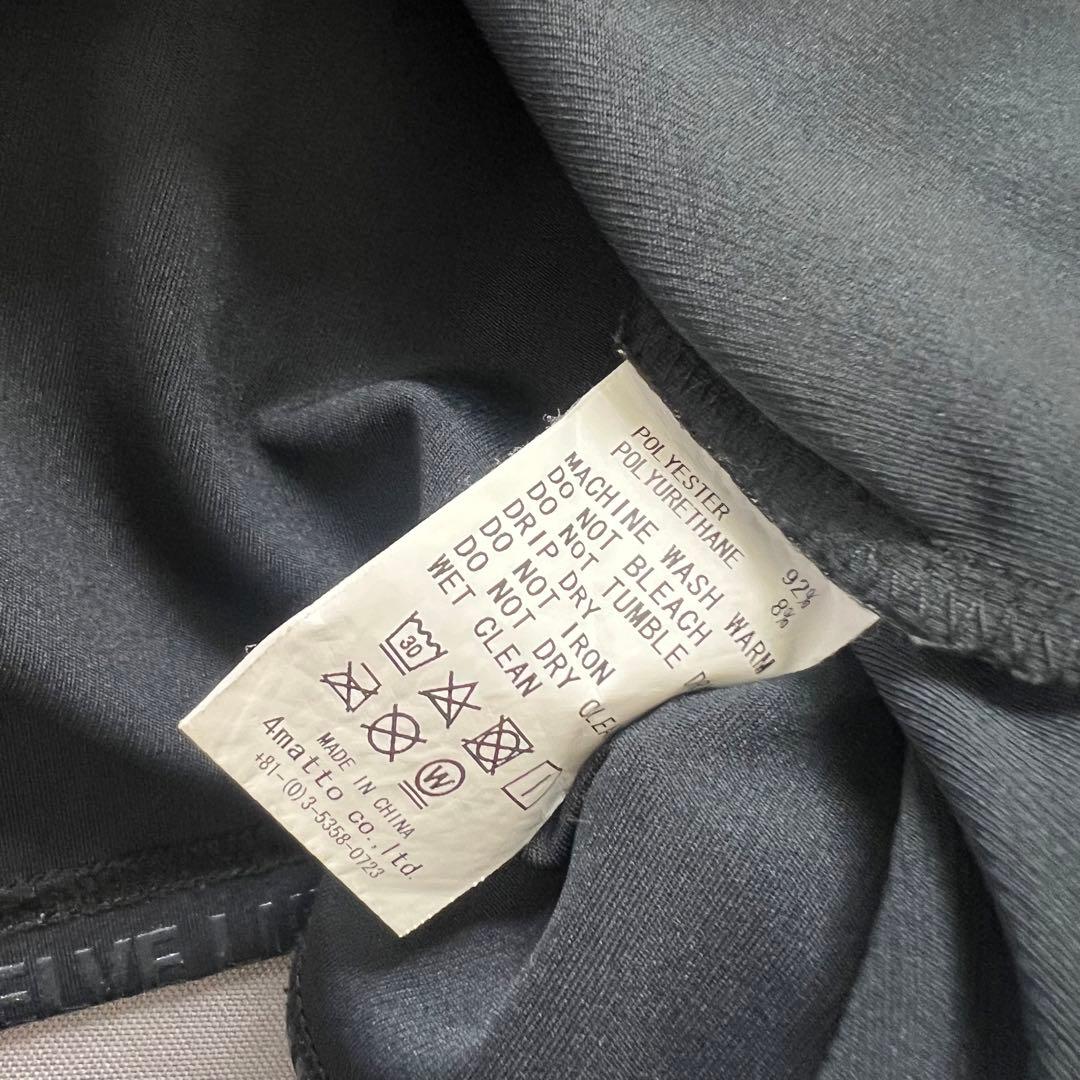 POLYESTER 92%
POLYURETHANE 8%
MACHINE WASH WARM
DO NOT BLEACH
DO NOT TUMBLE
DRIP DRY
DO NOT IRON
DO NOT DRY
WET CLEAN
30
W
MADE IN CHINA
4matto co.,ltd.
+81-(0)3-5358-0723